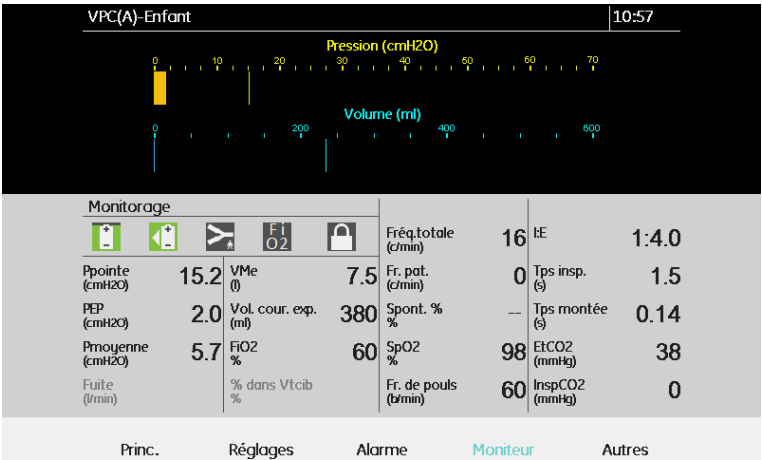 VPC(A)-Enfant 10:57
Pression (cmH2O)
0 10 20 30 40 50 60 70
Volume (ml)
0 200 400 600
Monitorage
Fi
O2
Fréq.totale (c/min) 16 I:E 1:4.0
Ppointe (cmH2O) 15.2 VMe (l) 7.5 Fr. pat. (c/min) 0 Tps insp. (s) 1.5
PEP (cmH2O) 2.0 Vol. cour. exp. (ml) 380 Spont. % % -- Tps montée (s) 0.14
Pmoyenne (cmH2O) 5.7 FiO2 % 60 SpO2 % 98 EtCO2 (mmHg) 38
Fuite (l/min) % dans Vtcib % Fr. de pouls (b/min) 60 InspCO2 (mmHg) 0
Princ. Réglages Alarme Moniteur Autres